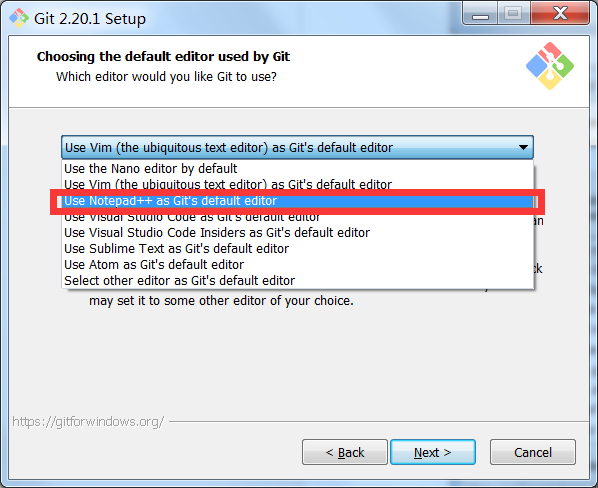 Git 2.20.1 Setup
Choosing the default editor used by Git
Which editor would you like Git to use?
Use Vim (the ubiquitous text editor) as Git's default editor
Use the Nano editor by default
Use Vim (the ubiquitous text editor) as Git's default editor
Use Notepad++ as Git's default editor
Use Visual Studio Code as Git's default editor
an
Use Visual Studio Code Insiders as Git's default editor
Use Sublime Text as Git's default editor
Use Atom as Git's default editor
Select other editor as Git's default editor
may set it to some other editor of your choice.
https://gitforwindows.org/
< Back
Next >
Cancel